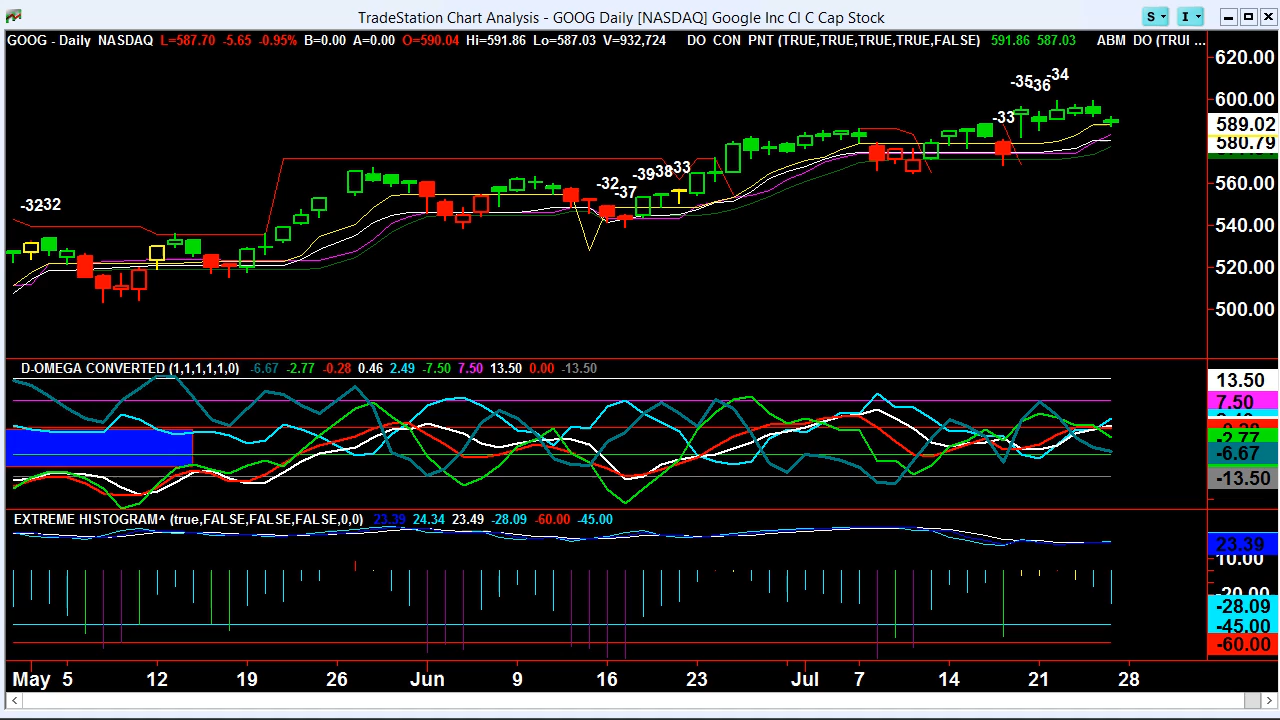 TradeStation Chart Analysis - GOOG Daily [NASDAQ] Google Inc Cl C Cap Stock
S I
GOOG - Daily NASDAQ L=587.70 -5.65 -0.95% B=0.00 A=0.00 O=590.04 Hi=591.86 Lo=587.03 V=932,724 DO CON PNT (TRUE,TRUE,TRUE,TRUE,FALSE) 591.86 587.03 ABM DO (TRUI ...
620.00
-35 -36 -34
600.00
-33
589.02
580.79
-39 38 33
-32 -37
560.00
-32 32
540.00
520.00
500.00
D-OMEGA CONVERTED (1,1,1,1,1,0) -6.67 -2.77 -0.28 0.46 2.49 -7.50 7.50 13.50 0.00 -13.50
13.50
7.50
-2.77
-6.67
-13.50
EXTREME HISTOGRAM^ (true,FALSE,FALSE,FALSE,0,0) 23.39 24.34 23.49 -28.09 -60.00 -45.00
23.39
10.00
-20.00
-28.09
-45.00
-60.00
May 5 12 19 26 Jun 9 16 23 Jul 7 14 21 28